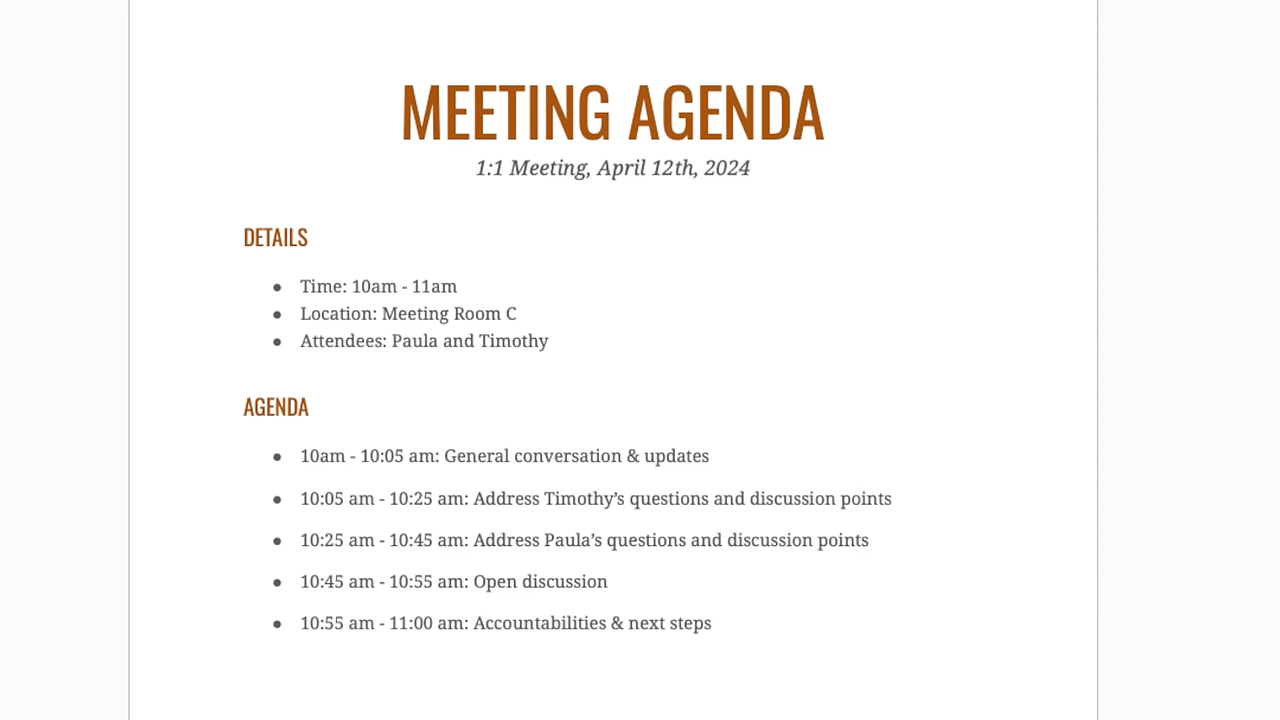 MEETING AGENDA
1:1 Meeting, April 12th, 2024
DETAILS
● Time: 10am - 11am
● Location: Meeting Room C
● Attendees: Paula and Timothy
AGENDA
● 10am - 10:05 am: General conversation & updates
● 10:05 am - 10:25 am: Address Timothy’s questions and discussion points
● 10:25 am - 10:45 am: Address Paula’s questions and discussion points
● 10:45 am - 10:55 am: Open discussion
● 10:55 am - 11:00 am: Accountabilities & next steps